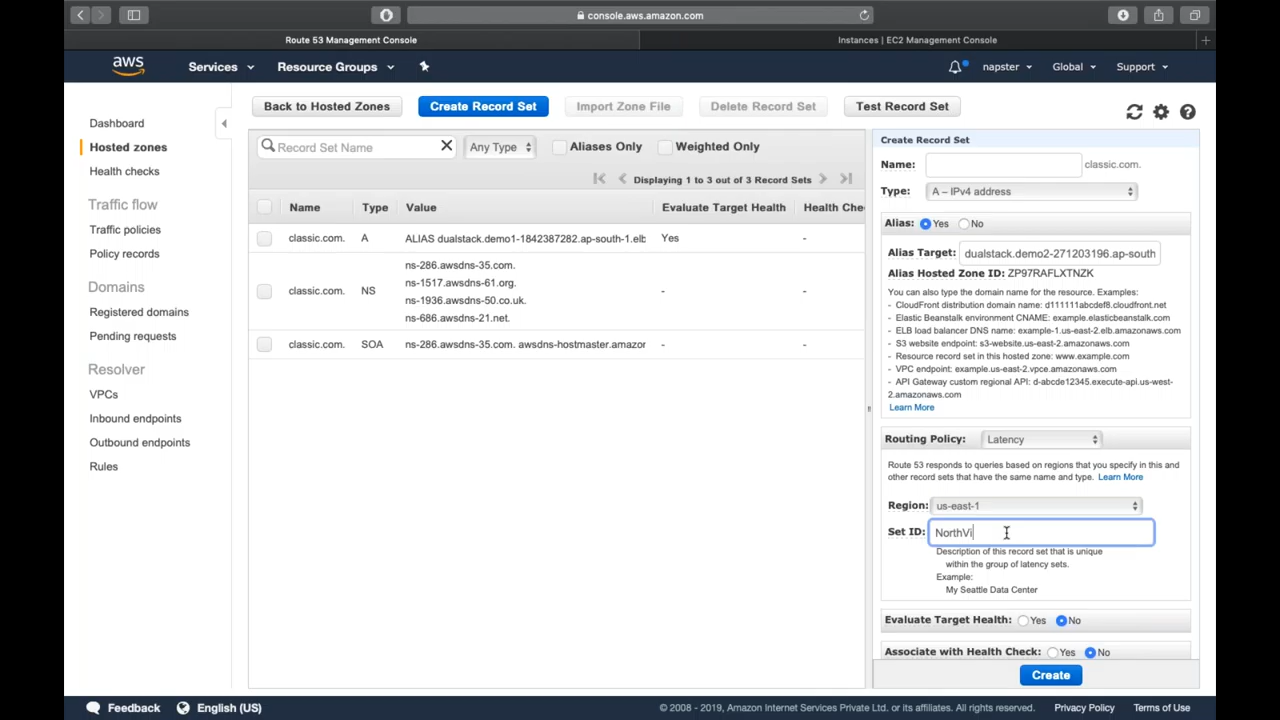 console.aws.amazon.com
Route 53 Management Console
Instances | EC2 Management Console
aws
Services
Resource Groups
napster
Global
Support
Dashboard
Hosted zones
Health checks
Traffic flow
Traffic policies
Policy records
Domains
Registered domains
Pending requests
Resolver
VPCs
Inbound endpoints
Outbound endpoints
Rules
Back to Hosted Zones
Create Record Set
Import Zone File
Delete Record Set
Test Record Set
Record Set Name
Any Type
Aliases Only
Weighted Only
Displaying 1 to 3 out of 3 Record Sets
Name Type Value Evaluate Target Health Health Che
classic.com. A ALIAS dualstack.demo1-1842387282.ap-south-1.elb Yes -
ns-286.awsdns-35.com.
ns-1517.awsdns-61.org.
classic.com. NS - -
ns-1936.awsdns-50.co.uk.
ns-686.awsdns-21.net.
classic.com. SOA ns-286.awsdns-35.com. awsdns-hostmaster.amazor - -
Create Record Set
Name: classic.com.
Type: A – IPv4 address
Alias: Yes No
Alias Target: dualstack.demo2-271203196.ap-south
Alias Hosted Zone ID: ZP97RAFLXTNZK
You can also type the domain name for the resource. Examples:
- CloudFront distribution domain name: d111111abcdef8.cloudfront.net
- Elastic Beanstalk environment CNAME: example.elasticbeanstalk.com
- ELB load balancer DNS name: example-1.us-east-2.elb.amazonaws.com
- S3 website endpoint: s3-website.us-east-2.amazonaws.com
- Resource record set in this hosted zone: www.example.com
- VPC endpoint: example.us-east-2.vpce.amazonaws.com
- API Gateway custom regional API: d-abcde12345.execute-api.us-west-
2.amazonaws.com
Learn More
Routing Policy: Latency
Route 53 responds to queries based on regions that you specify in this and
other record sets that have the same name and type. Learn More
Region: us-east-1
Set ID: NorthVi
Description of this record set that is unique
within the group of latency sets.
Example:
My Seattle Data Center
Evaluate Target Health: Yes No
Associate with Health Check: Yes No
Create
Feedback
English (US)
© 2008 - 2019, Amazon Internet Services Private Ltd. or its affiliates. All rights reserved.
Privacy Policy
Terms of Use